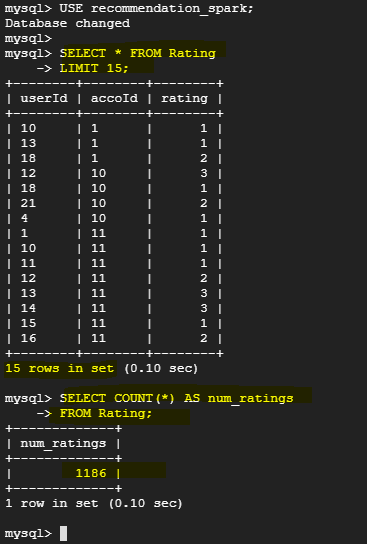 mysql> USE recommendation_spark;
Database changed
mysql>
mysql> SELECT * FROM Rating
    -> LIMIT 15;
+--------+--------+--------+
| userId | accoId | rating |
+--------+--------+--------+
| 10     | 1      |      1 |
| 13     | 1      |      1 |
| 18     | 1      |      2 |
| 12     | 10     |      3 |
| 18     | 10     |      1 |
| 21     | 10     |      2 |
| 4      | 10     |      1 |
| 1      | 11     |      1 |
| 10     | 11     |      1 |
| 11     | 11     |      1 |
| 12     | 11     |      2 |
| 13     | 11     |      3 |
| 14     | 11     |      3 |
| 15     | 11     |      1 |
| 16     | 11     |      2 |
+--------+--------+--------+
15 rows in set (0.10 sec)

mysql> SELECT COUNT(*) AS num_ratings
    -> FROM Rating;
+-------------+
| num_ratings |
+-------------+
|        1186 |
+-------------+
1 row in set (0.10 sec)

mysql>